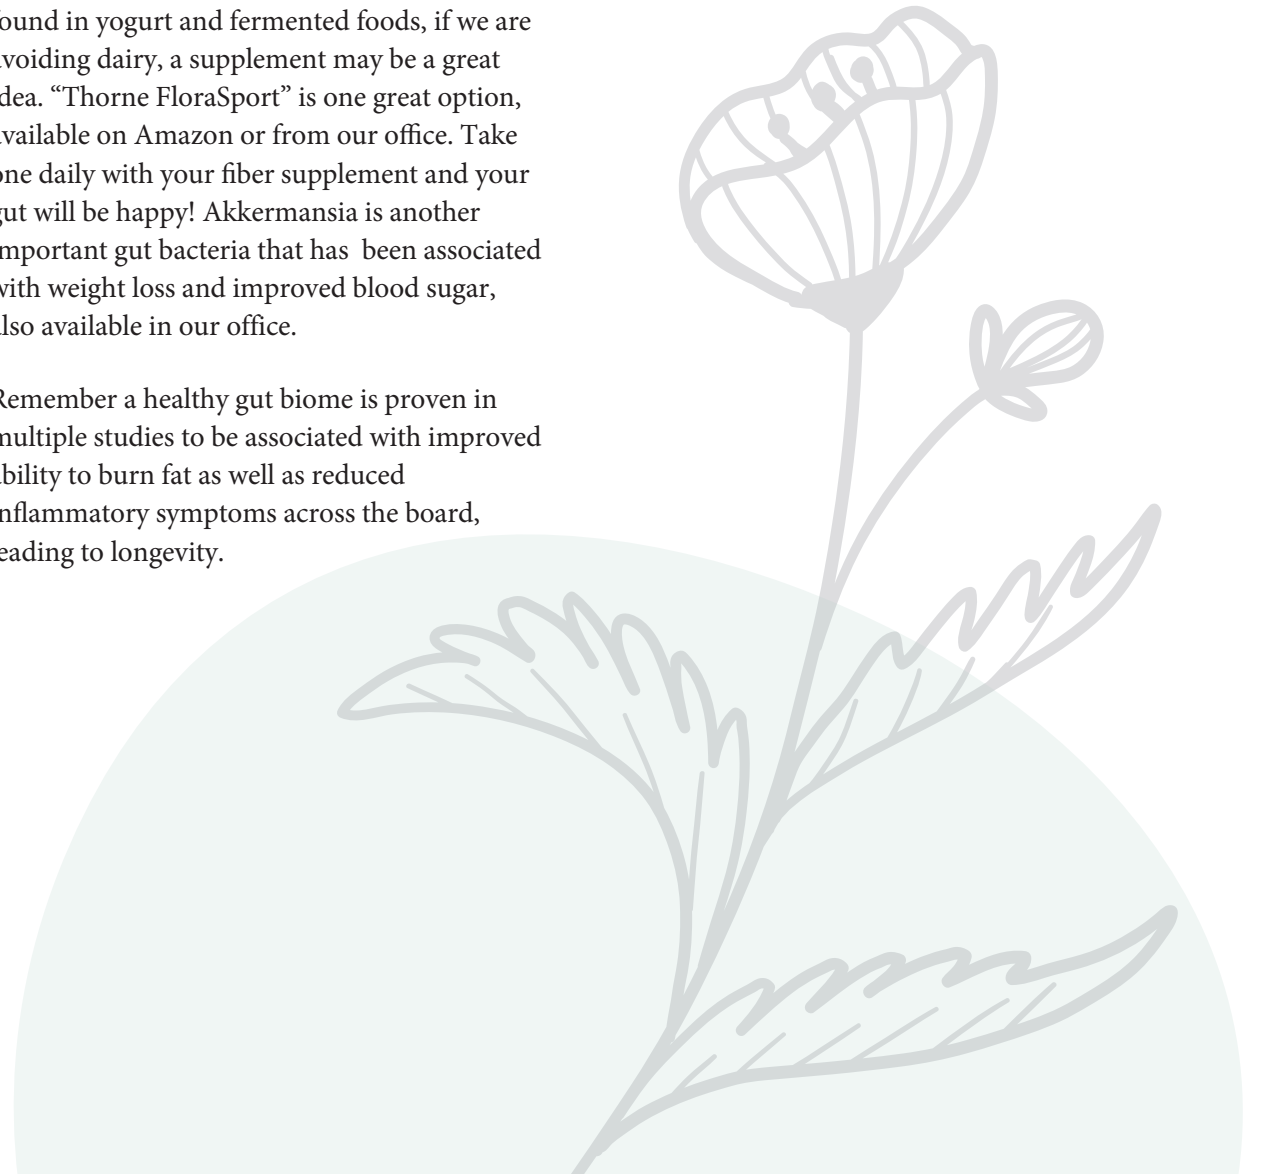 found in yogurt and fermented foods, if we are
avoiding dairy, a supplement may be a great
idea. “Thorne FloraSport” is one great option,
available on Amazon or from our office. Take
one daily with your fiber supplement and your
gut will be happy! Akkermansia is another
important gut bacteria that has  been associated
with weight loss and improved blood sugar,
also available in our office.
Remember a healthy gut biome is proven in
multiple studies to be associated with improved
ability to burn fat as well as reduced
inflammatory symptoms across the board,
leading to longevity.